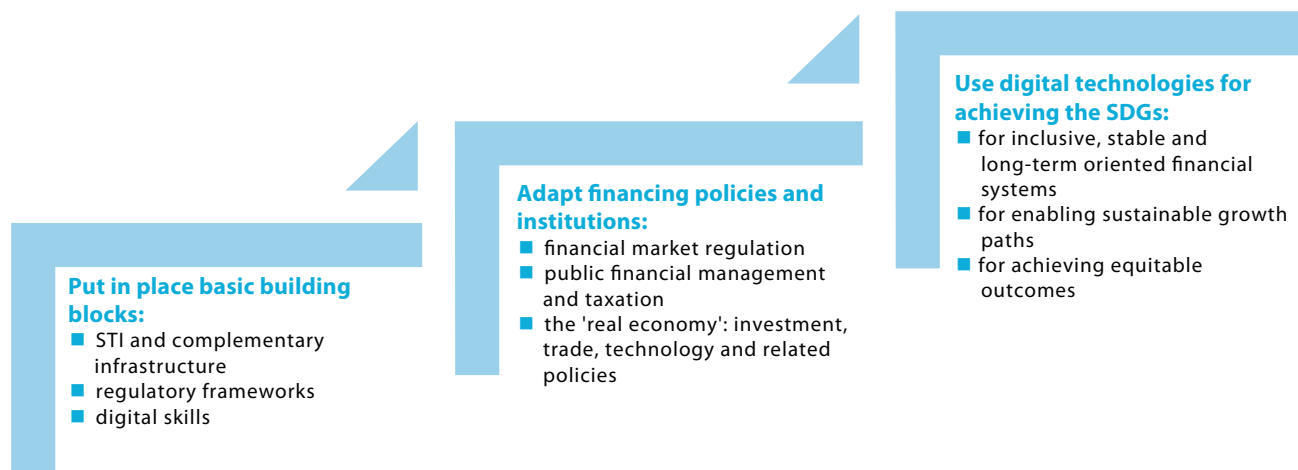 Put in place basic building
blocks:
■ STI and complementary
infrastructure
■ regulatory frameworks
■ digital skills
Adapt financing policies and
institutions:
■ financial market regulation
■ public financial management
and taxation
■ the 'real economy': investment,
trade, technology and related
policies
Use digital technologies for
achieving the SDGs:
■ for inclusive, stable and
long-term oriented financial
systems
■ for enabling sustainable growth
paths
■ for achieving equitable
outcomes